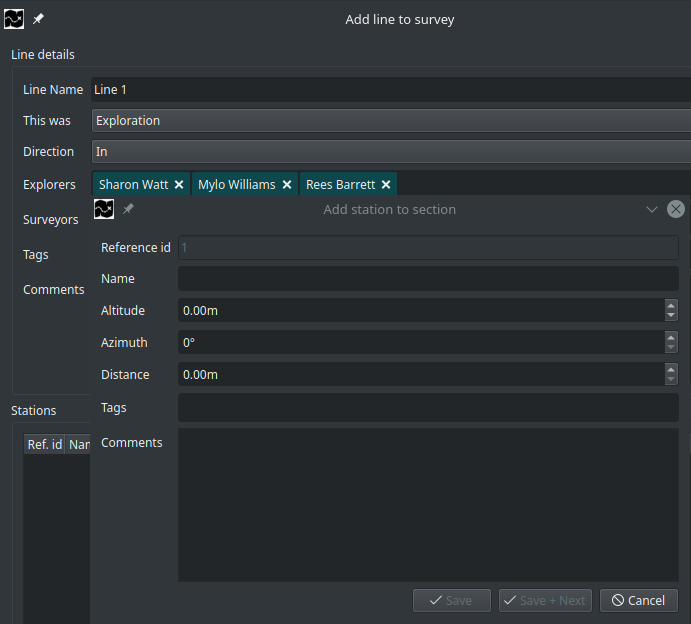 Add line to survey
Line details
Line Name Line 1
This was Exploration
Direction In
Explorers Sharon Watt Mylo Williams Rees Barrett
Add station to section
Surveyors
Tags
Comments
Reference id 1
Name
Altitude 0.00m
Azimuth 0°
Distance 0.00m
Tags
Comments
Stations
Ref. id
Save Save + Next Cancel